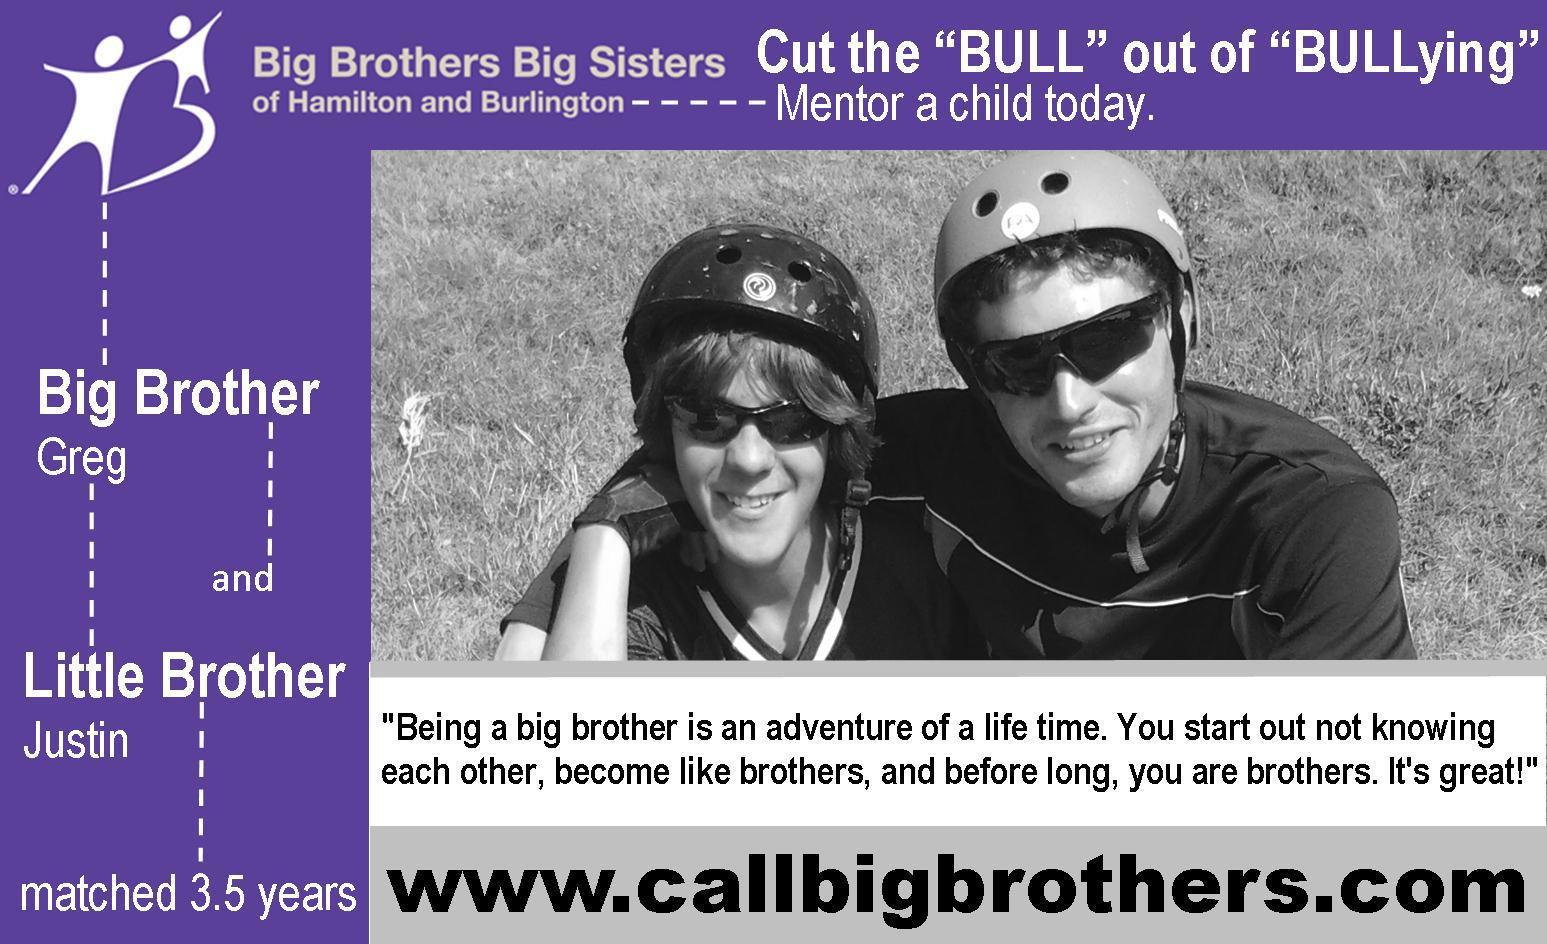 Big Brothers Big Sisters
of Hamilton and Burlington
Cut the “BULL” out of “BULLying”
Mentor a child today.
®
Big Brother
Greg
and
Little Brother
Justin
matched 3.5 years
"Being a big brother is an adventure of a life time. You start out not knowing
each other, become like brothers, and before long, you are brothers. It's great!"
www.callbigbrothers.com